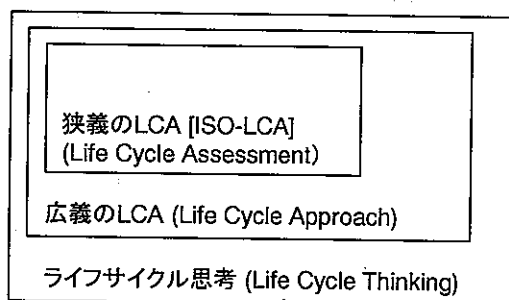 狭義のLCA [ISO-LCA]
(Life Cycle Assessment)
広義のLCA (Life Cycle Approach)
ライフサイクル思考 (Life Cycle Thinking)